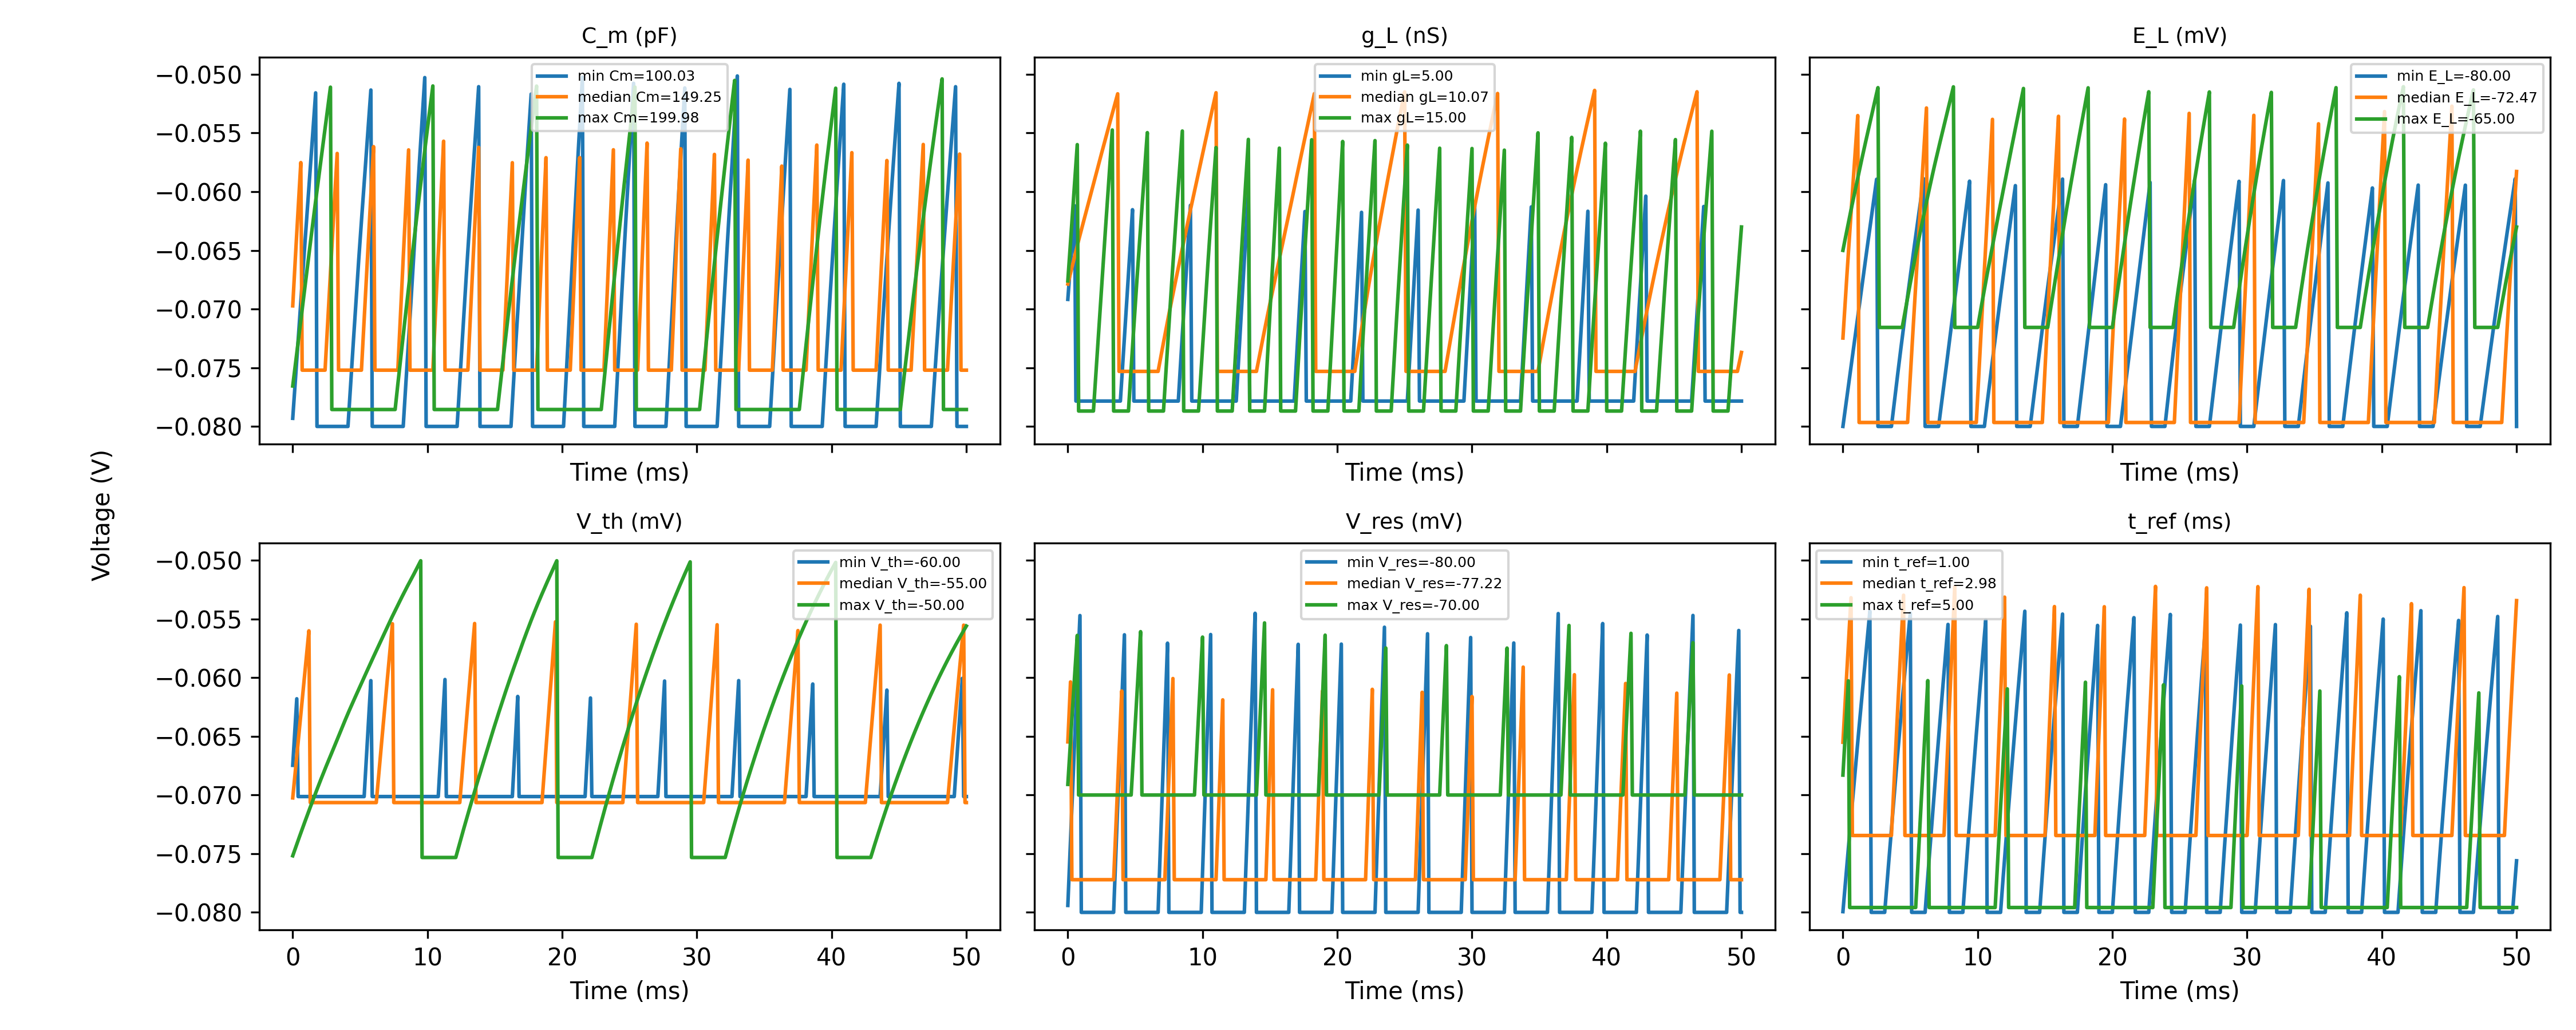 C_m (pF)
g_L (nS)
E_L (mV)
−0.050
−0.055
−0.060
−0.065
−0.070
−0.075
−0.080
min Cm=100.03
median Cm=149.25
max Cm=199.98
min gL=5.00
median gL=10.07
max gL=15.00
min E_L=-80.00
median E_L=-72.47
max E_L=-65.00
Time (ms)
Time (ms)
Time (ms)
Voltage (V)
V_th (mV)
V_res (mV)
t_ref (ms)
−0.050
−0.055
−0.060
−0.065
−0.070
−0.075
−0.080
min V_th=-60.00
median V_th=-55.00
max V_th=-50.00
min V_res=-80.00
median V_res=-77.22
max V_res=-70.00
min t_ref=1.00
median t_ref=2.98
max t_ref=5.00
0 10 20 30 40 50
0 10 20 30 40 50
0 10 20 30 40 50
Time (ms)
Time (ms)
Time (ms)